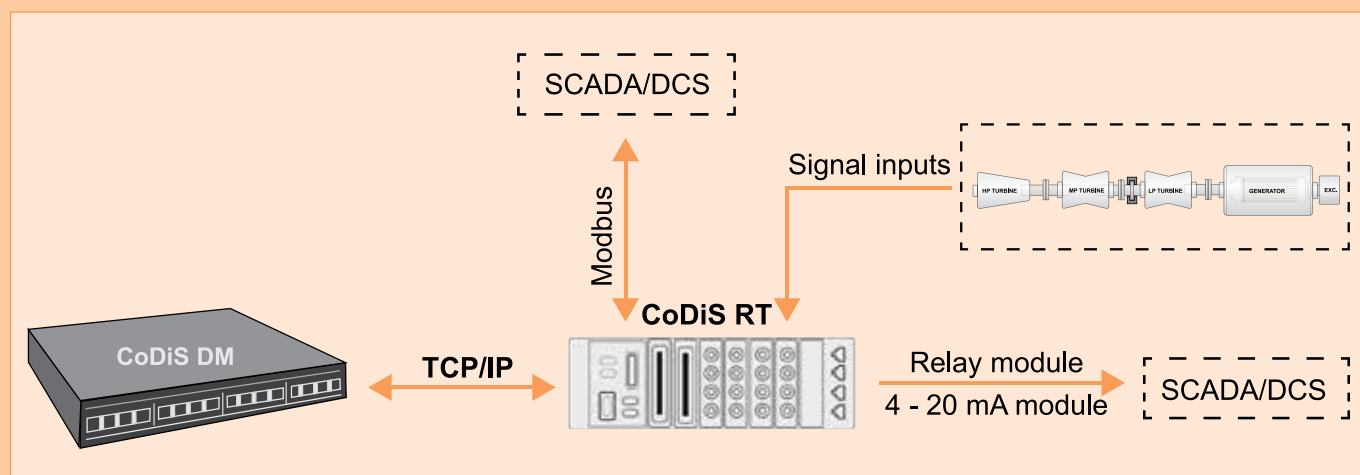 SCADA/DCS
Signal inputs
HP TURBINE
MP TURBINE
LP TURBINE
GENERATOR
EXC.
Modbus
CoDiS RT
CoDiS DM
TCP/IP
Relay module
4 - 20 mA module
SCADA/DCS